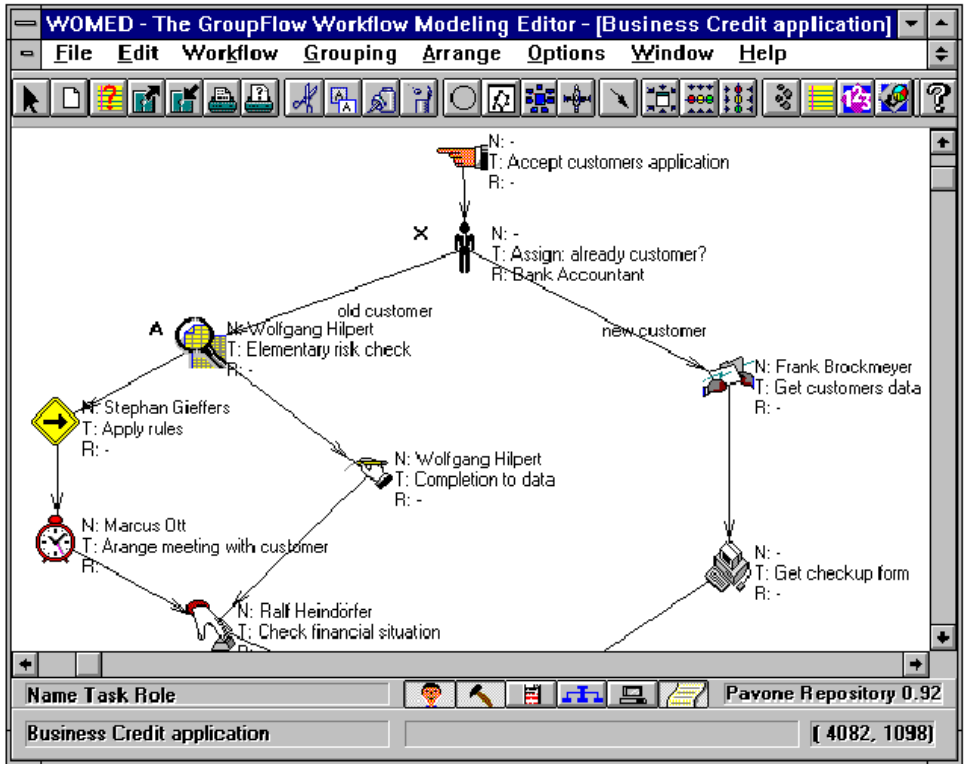 WOMED - The GroupFlow Workflow Modeling Editor - [Business Credit application]
File Edit Workflow Grouping Arrange Options Window Help
N: -
T: Accept customers application
R: -
X
N: -
T: Assign: already customer?
R: Bank Accountant
old customer
new customer
A
N: Wolfgang Hilpert
T: Elementary risk check
R: -
N: Frank Brockmeyer
T: Get customers data
R: -
N: Stephan Gieffers
T: Apply rules
R: -
N: Wolfgang Hilpert
T: Completion to data
R: -
N: Marcus Ott
T: Arange meeting with customer
R:
N: -
T: Get checkup form
R: -
N: Ralf Heindörfer
T: Check financial situation
Name Task Role
Pavone Repository 0.92
Business Credit application
[ 4082, 1098]